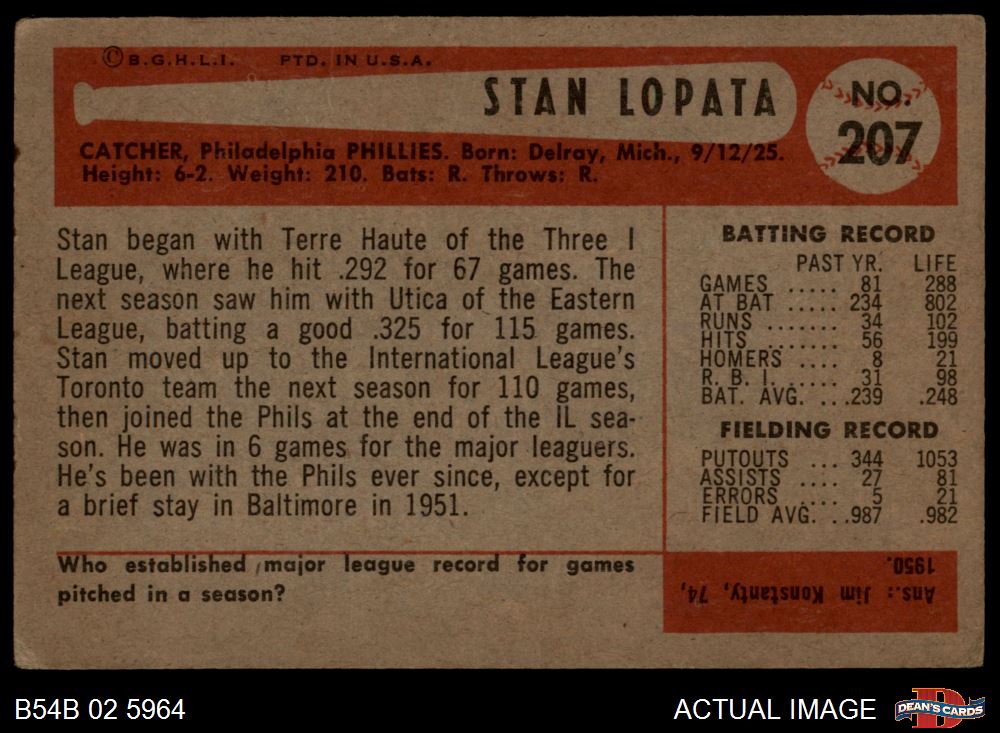 ©B.G.H.L.I. PTD. IN U.S.A.
STAN LOPATA
NO.
207
CATCHER, Philadelphia PHILLIES. Born: Delray, Mich., 9/12/25.
Height: 6-2. Weight: 210. Bats: R. Throws: R.
Stan began with Terre Haute of the Three I
League, where he hit .292 for 67 games. The
next season saw him with Utica of the Eastern
League, batting a good .325 for 115 games.
Stan moved up to the International League's
Toronto team the next season for 110 games,
then joined the Phils at the end of the IL sea-
son. He was in 6 games for the major leaguers.
He's been with the Phils ever since, except for
a brief stay in Baltimore in 1951.
BATTING RECORD
PAST YR. LIFE
GAMES ..... 81 288
AT BAT ..... 234 802
RUNS ....... 34 102
HITS ........ 56 199
HOMERS ..... 8 21
R. B. I. ..... 31 98
BAT. AVG. ...239 .248
FIELDING RECORD
PUTOUTS ... 344 1053
ASSISTS .... 27 81
ERRORS .... 5 21
FIELD AVG. ..987 .982
Who established major league record for games
pitched in a season?
Ans.: Jim Konstanty, 74,
1950.
B54B 02 5964
ACTUAL IMAGE
DEAN'S CARDS